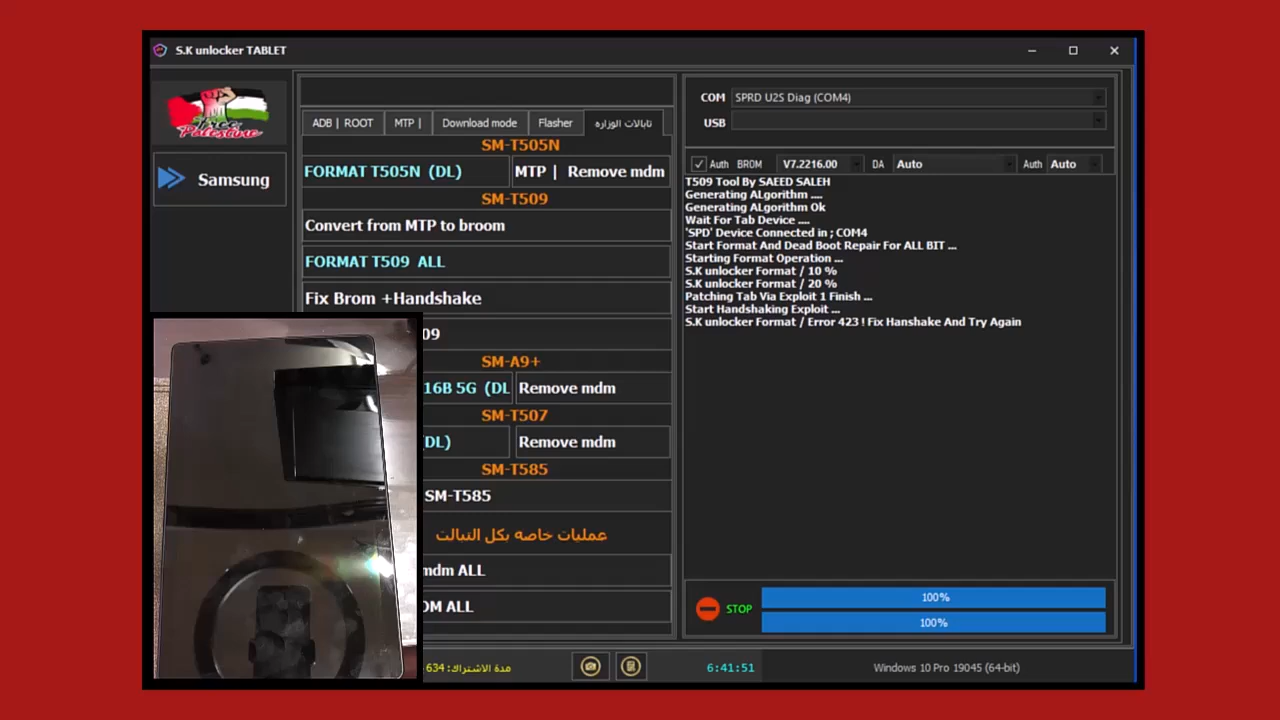 S.K unlocker TABLET
Free
Palestine
Samsung
ADB | ROOT
MTP |
Download mode
Flasher
تابالات الوزاره
SM-T505N
FORMAT T505N (DL)
MTP | Remove mdm
SM-T509
Convert from MTP to broom
FORMAT T509 ALL
Fix Brom +Handshake
09
SM-A9+
16B 5G (DL
Remove mdm
SM-T507
(DL)
Remove mdm
SM-T585
SM-T585
عمليات خاصه بكل التبالت
mdm ALL
DM ALL
COM
SPRD U2S Diag (COM4)
USB
Auth BROM V7.2216.00 DA Auto Auth Auto
T509 Tool By SAEED SALEH
Generating ALgorithm ....
Generating ALgorithm Ok
Wait For Tab Device ....
'SPD' Device Connected in ; COM4
Start Format And Dead Boot Repair For ALL BIT ...
Starting Format Operation ...
S.K unlocker Format / 10 %
S.K unlocker Format / 20 %
Patching Tab Via Exploit 1 Finish ...
Start Handshaking Exploit ...
S.K unlocker Format / Error 423 ! Fix Hanshake And Try Again
STOP
100%
100%
مدة الاشتراك: 634
6:41:51
Windows 10 Pro 19045 (64-bit)